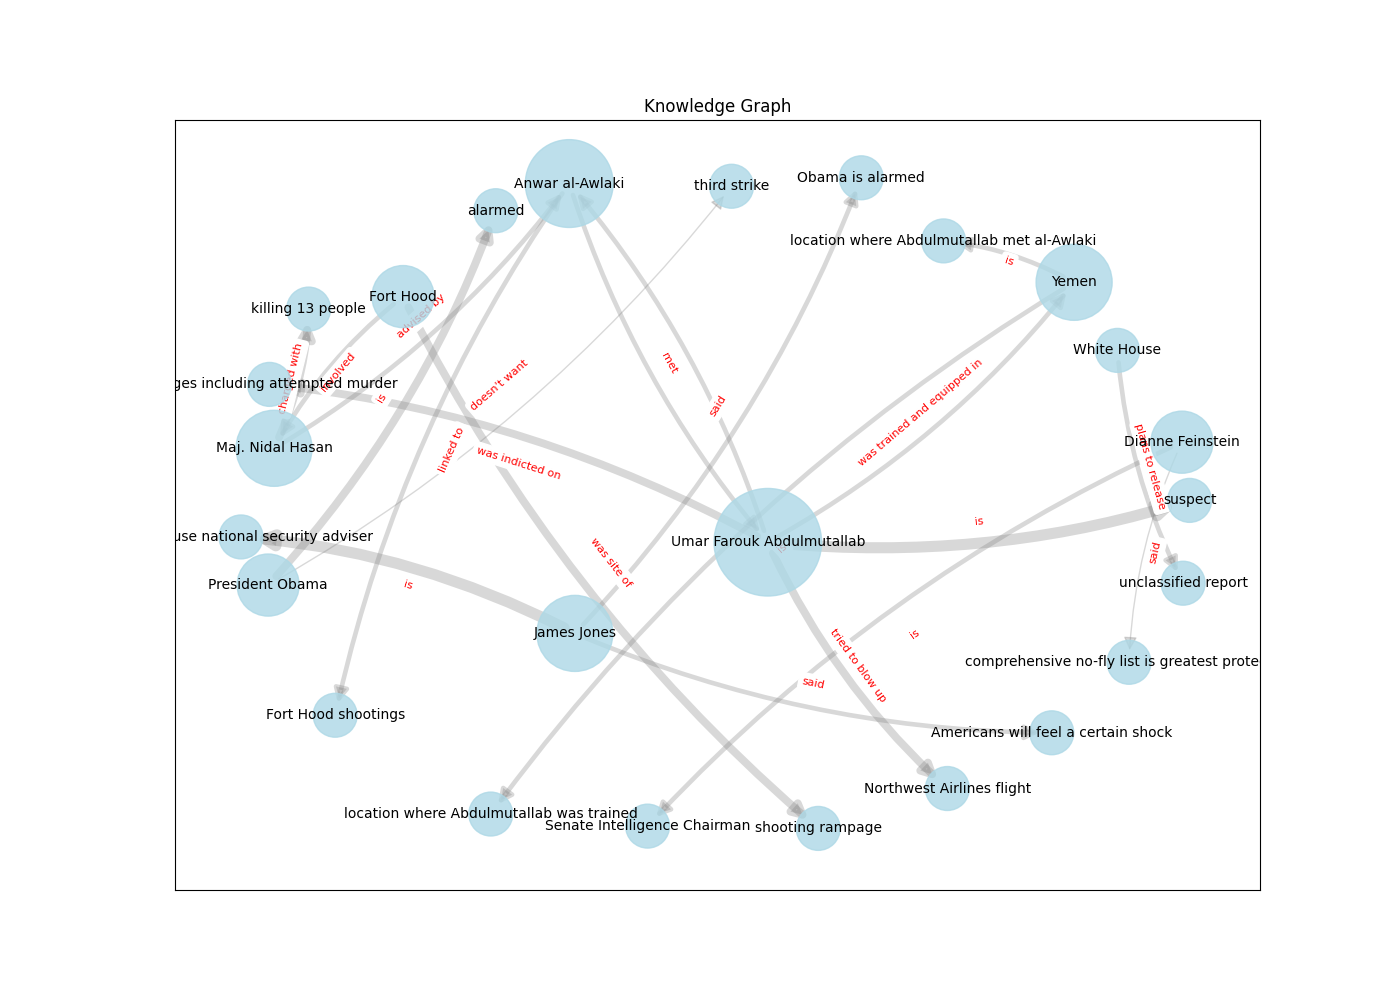 Knowledge Graph
Anwar al-Awlaki
third strike
Obama is alarmed
alarmed
location where Abdulmutallab met al-Awlaki
is
Yemen
Fort Hood
killing 13 people
advised by
White House
met
involved
doesn't want
was trained and equipped in
ges including attempted murder
is
said
Dianne Feinstein
Maj. Nidal Hasan
linked to
was indicted on
plans to release
suspect
is
use national security adviser
Umar Farouk Abdulmutallab
said
was site of
President Obama
is
unclassified report
James Jones
is
tried to blow up
comprehensive no-fly list is greatest prote
said
Fort Hood shootings
Americans will feel a certain shock
Northwest Airlines flight
location where Abdulmutallab was trained
Senate Intelligence Chairman
shooting rampage